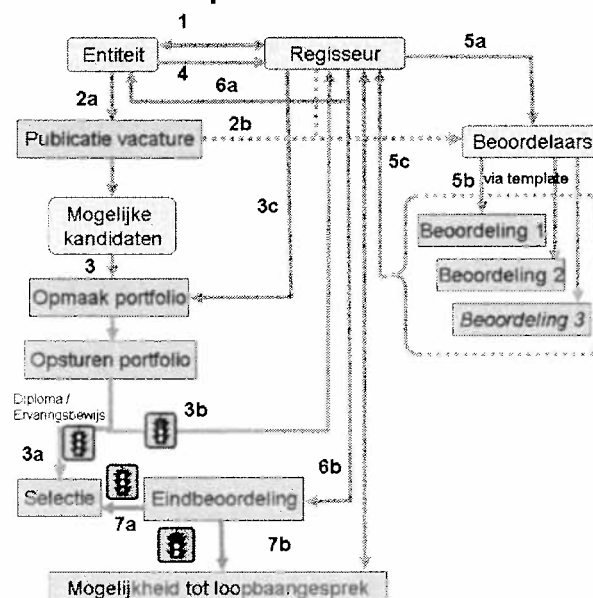 1
5a
Entiteit
Regisseur
4
2a
6a
Publicatie vacature
2b
Beoordelaars
5c
5b
via template
3c
Mogelijke
kandidaten
Beoordeling 1
Beoordeling 2
3
Opmaak portfolio
Beoordeling 3
Opsturen portfolio
Diploma /
Ervaringsbewijs
3b
3a
6b
Selectie
Eindbeoordeling
7a
7b
Mogelijkheid tot loopbaangesprek